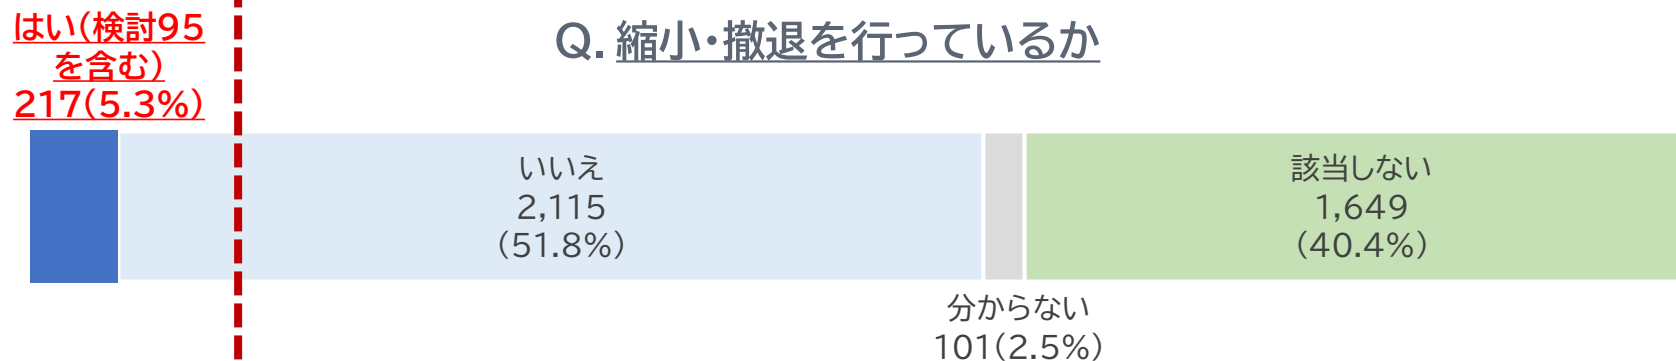 Q. 縮小・撤退を行っているか
はい(検討95
を含む)
217(5.3%)
いいえ
2,115
(51.8%)
分からない
101(2.5%)
該当しない
1,649
(40.4%)